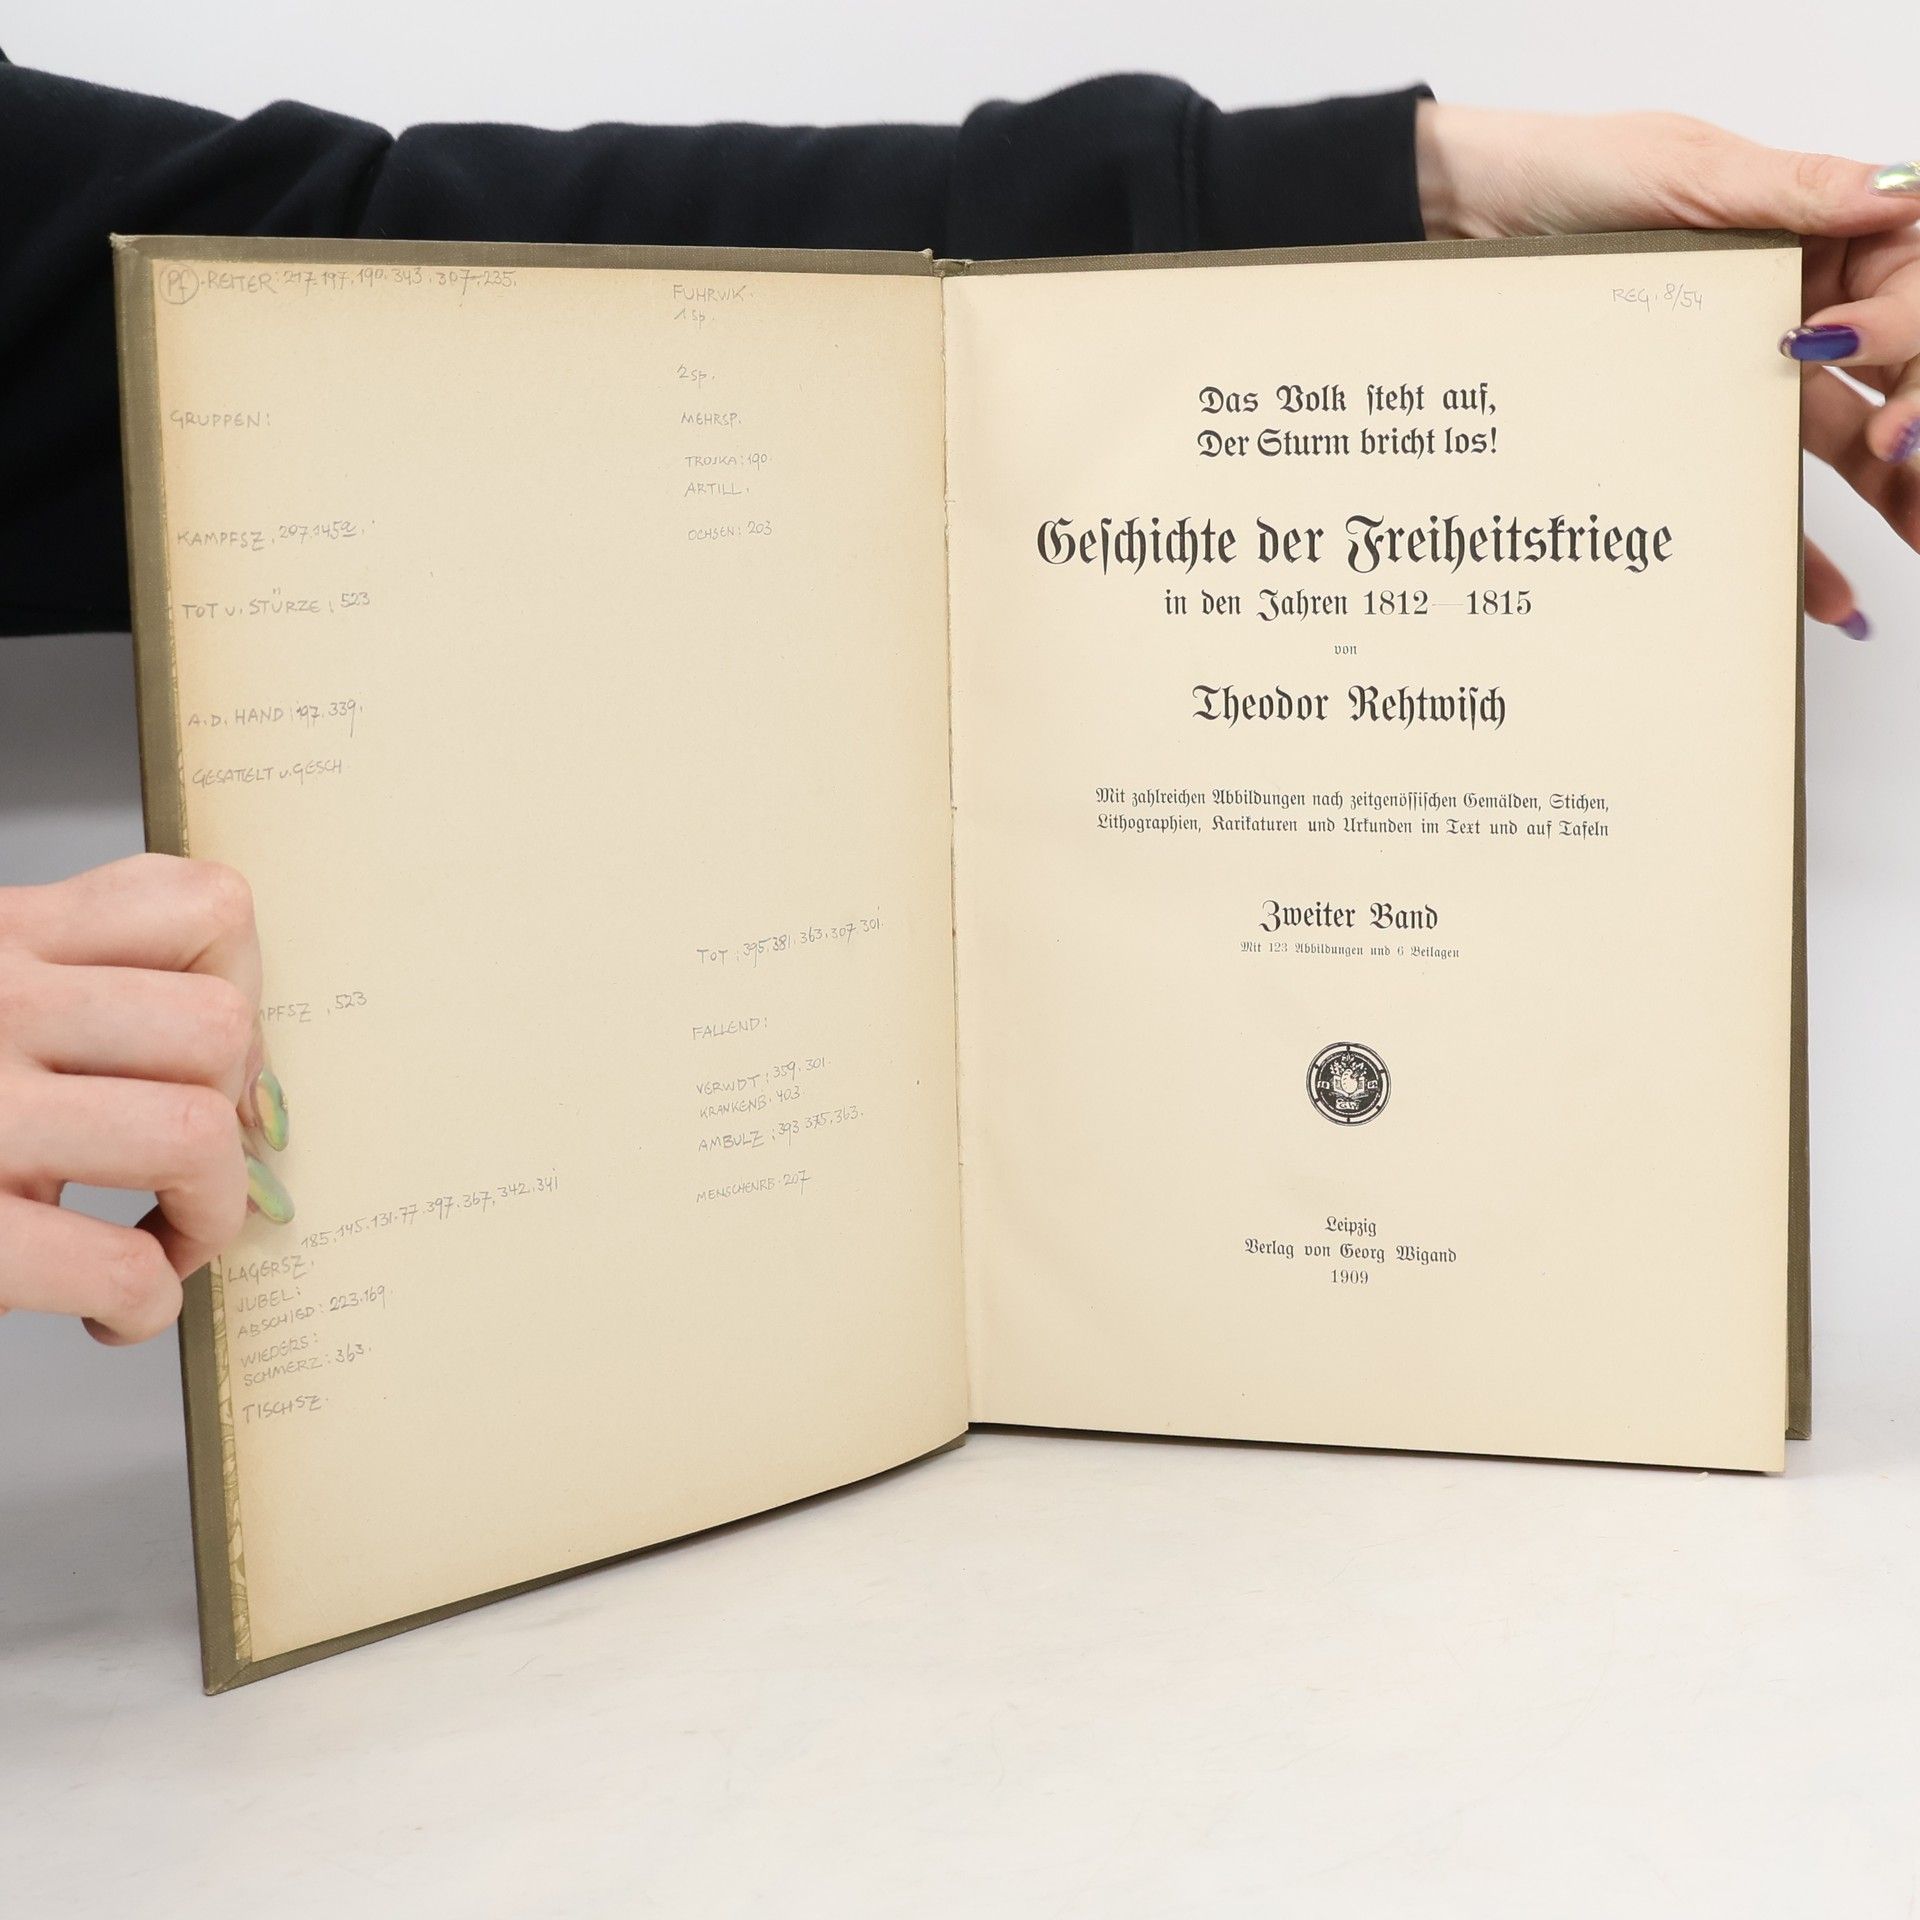 Pf. REITER: 217. 197. 190. 343. 307. 235.
FUHRWK.
1 Sp.
2 Sp.
GRUPPEN:
MEHRSP.
TROJKA: 190.
ARTILL.
KAMPFSZ.
OCHSEN: 203
TOT u. STÜRZE: 523
A. D. HAND: 197. 339.
GESATTELT u. GESCH.
TOT: 395. 381. 363. 307. 301.
MPFSZ. 523
FALLEND:
VERWDT: 359. 301.
KRANKENB. 403
AMBULZ: 393 375. 363.
MENSCHENRB. 207
185. 145. 131. 77. 397. 367. 342. 341
LAGERSZ.
JUBEL:
ABSCHIED: 223. 169.
WIEDERS:
SCHMERZ: 363.
TISCHSZ.
REG. 8/54
Das Volk ſteht auf,
Der Sturm bricht los!
Geſchichte der Freiheitskriege
in den Jahren 1812—1815
von
Theodor Rehtwiſch
Mit zahlreichen Abbildungen nach zeitgenöſſiſchen Gemälden, Stichen,
Lithographien, Karikaturen und Urkunden im Text und auf Tafeln
Zweiter Band
Mit 123 Abbildungen und 6 Beilagen
Leipzig
Verlag von Georg Wigand
1909